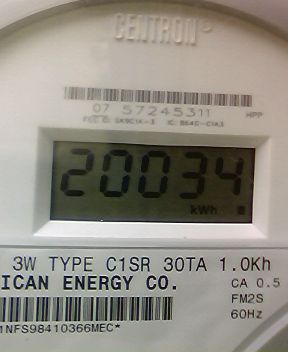 CENTRON®
07 57245311 HPP
20034
kWh
3W TYPE C1SR 30TA 1.0Kh
ICAN ENERGY CO. CA 0.5
FM2S
1NFS98410366MEC* 60Hz